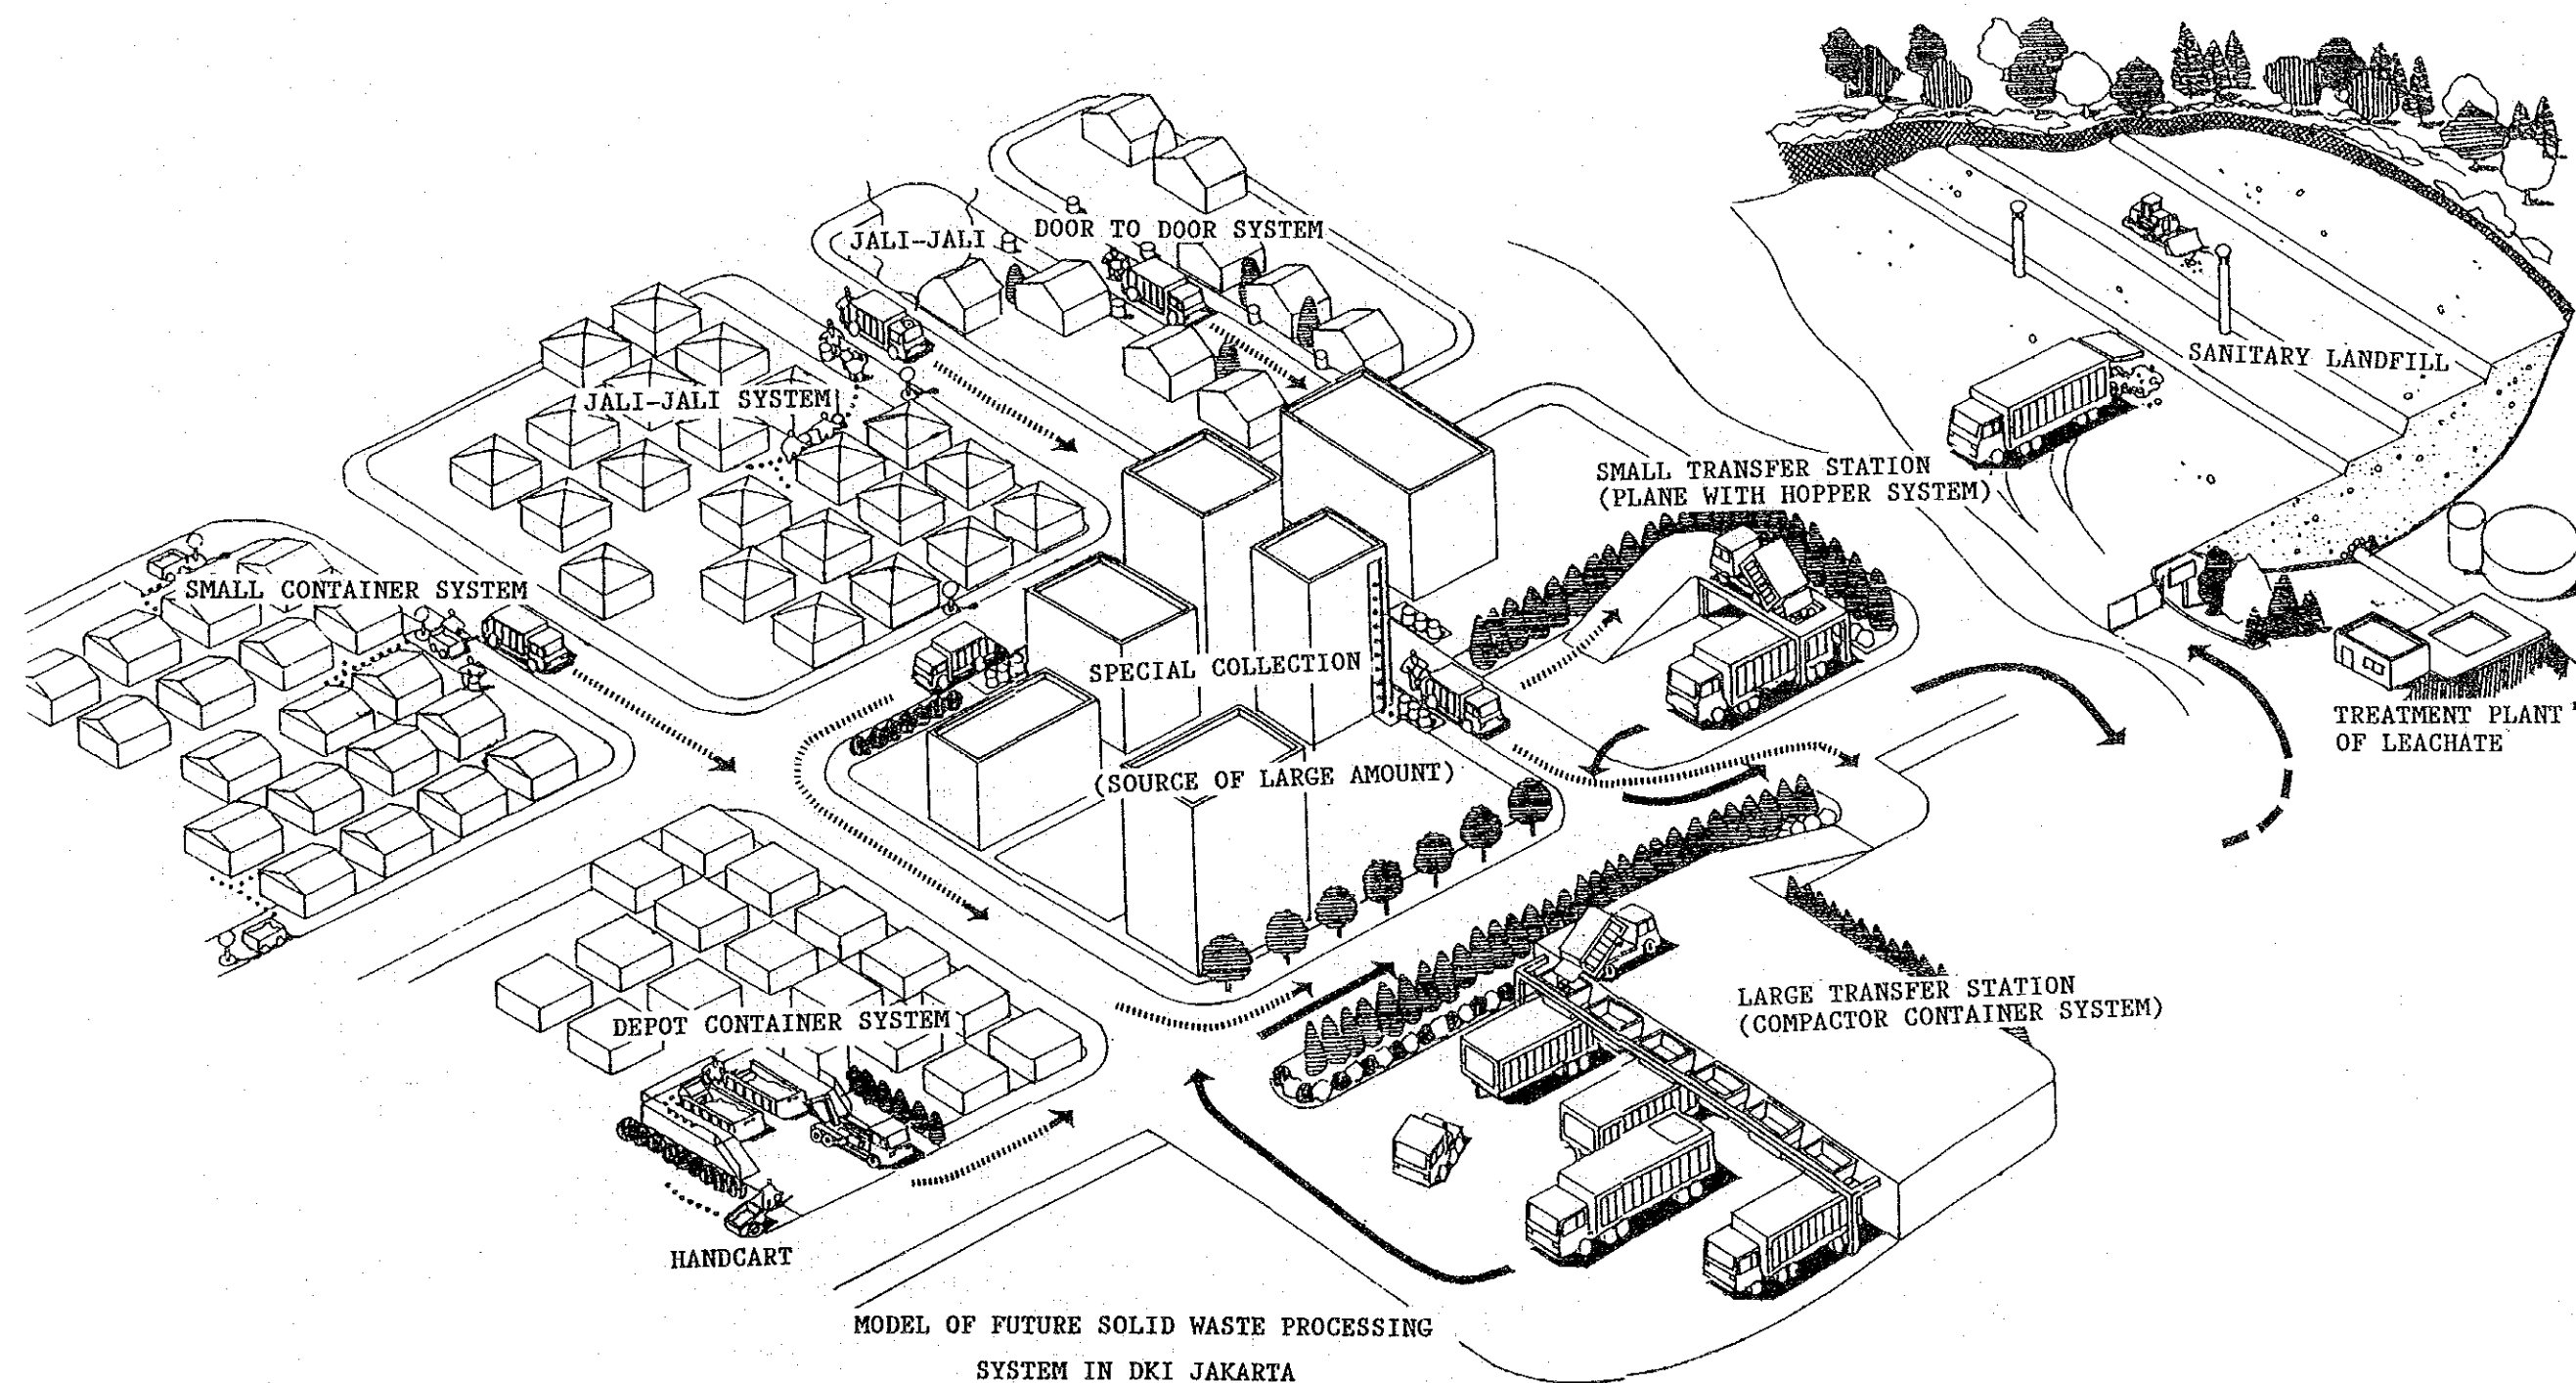 DOOR TO DOOR SYSTEM
JALI-JALI
JALI-JALI SYSTEM
SANITARY LANDFILL
SMALL TRANSFER STATION
(PLANE WITH HOPPER SYSTEM)
SMALL CONTAINER SYSTEM
SPECIAL COLLECTION
(SOURCE OF LARGE AMOUNT)
TREATMENT PLANT
OF LEACHATE
LARGE TRANSFER STATION
(COMPACTOR CONTAINER SYSTEM)
DEPOT CONTAINER SYSTEM
HANDCART
MODEL OF FUTURE SOLID WASTE PROCESSING
SYSTEM IN DKI JAKARTA